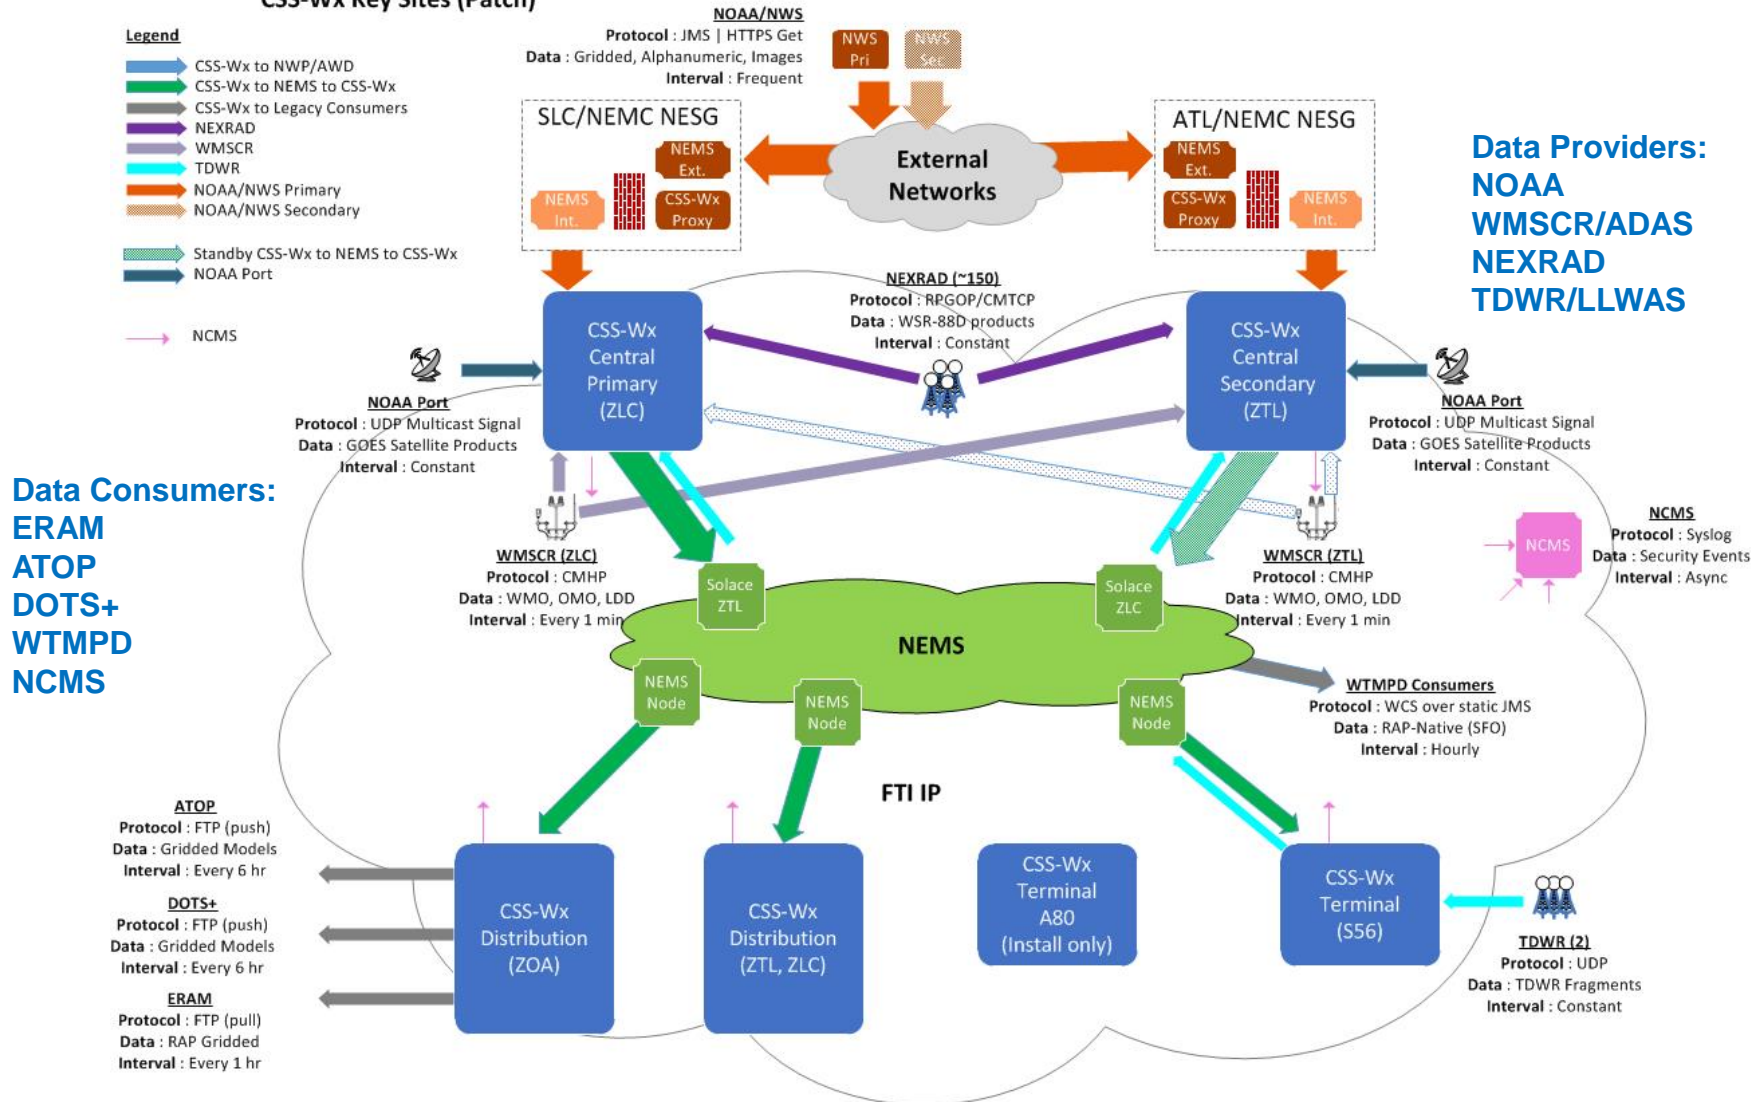 CSS-Wx Key Sites (Patch)
Legend
CSS-Wx to NWP/AWD
CSS-Wx to NEMS to CSS-Wx
CSS-Wx to Legacy Consumers
NEXRAD
WMSCR
TDWR
NOAA/NWS Primary
NOAA/NWS Secondary
Standby CSS-Wx to NEMS to CSS-Wx
NOAA Port
NCMS
NOAA/NWS
Protocol : JMS | HTTPS Get
Data : Gridded, Alphanumeric, Images
Interval : Frequent
NWS
Pri
NWS
Sec
SLC/NEMC NESG
NEMS
Ext.
NEMS
Int.
CSS-Wx
Proxy
External
Networks
ATL/NEMC NESG
NEMS
Ext.
CSS-Wx
Proxy
NEMS
Int.
Data Providers:
NOAA
WMSCR/ADAS
NEXRAD
TDWR/LLWAS
NEXRAD (~150)
Protocol : RPGOP/CMTCP
Data : WSR-88D products
Interval : Constant
CSS-Wx
Central
Primary
(ZLC)
CSS-Wx
Central
Secondary
(ZTL)
NOAA Port
Protocol : UDP Multicast Signal
Data : GOES Satellite Products
Interval : Constant
NOAA Port
Protocol : UDP Multicast Signal
Data : GOES Satellite Products
Interval : Constant
Data Consumers:
ERAM
ATOP
DOTS+
WTMPD
NCMS
WMSCR (ZLC)
Protocol : CMHP
Data : WMO, OMO, LDD
Interval : Every 1 min
Solace
ZTL
Solace
ZLC
WMSCR (ZTL)
Protocol : CMHP
Data : WMO, OMO, LDD
Interval : Every 1 min
NCMS
NCMS
Protocol : Syslog
Data : Security Events
Interval : Async
NEMS
NEMS
Node
NEMS
Node
NEMS
Node
WTMPD Consumers
Protocol : WCS over static JMS
Data : RAP-Native (SFO)
Interval : Hourly
FTI IP
ATOP
Protocol : FTP (push)
Data : Gridded Models
Interval : Every 6 hr
DOTS+
Protocol : FTP (push)
Data : Gridded Models
Interval : Every 6 hr
ERAM
Protocol : FTP (pull)
Data : RAP Gridded
Interval : Every 1 hr
CSS-Wx
Distribution
(ZOA)
CSS-Wx
Distribution
(ZTL, ZLC)
CSS-Wx
Terminal
A80
(Install only)
CSS-Wx
Terminal
(S56)
TDWR (2)
Protocol : UDP
Data : TDWR Fragments
Interval : Constant